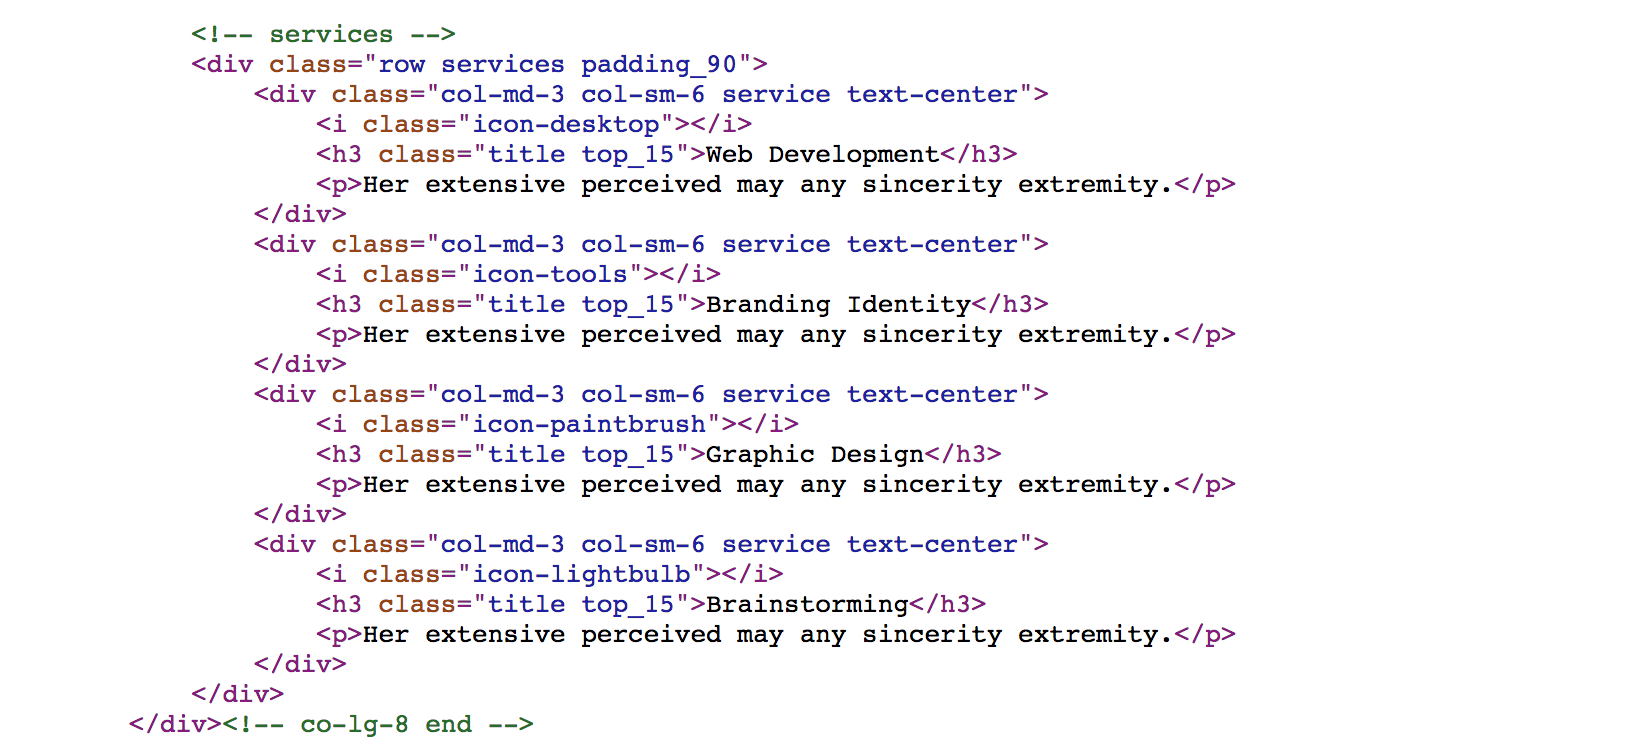 <!-- services -->
<div class="row services padding_90">
<div class="col-md-3 col-sm-6 service text-center">
<i class="icon-desktop"></i>
<h3 class="title top_15">Web Development</h3>
<p>Her extensive perceived may any sincerity extremity.</p>
</div>
<div class="col-md-3 col-sm-6 service text-center">
<i class="icon-tools"></i>
<h3 class="title top_15">Branding Identity</h3>
<p>Her extensive perceived may any sincerity extremity.</p>
</div>
<div class="col-md-3 col-sm-6 service text-center">
<i class="icon-paintbrush"></i>
<h3 class="title top_15">Graphic Design</h3>
<p>Her extensive perceived may any sincerity extremity.</p>
</div>
<div class="col-md-3 col-sm-6 service text-center">
<i class="icon-lightbulb"></i>
<h3 class="title top_15">Brainstorming</h3>
<p>Her extensive perceived may any sincerity extremity.</p>
</div>
</div>
</div><!-- co-lg-8 end -->